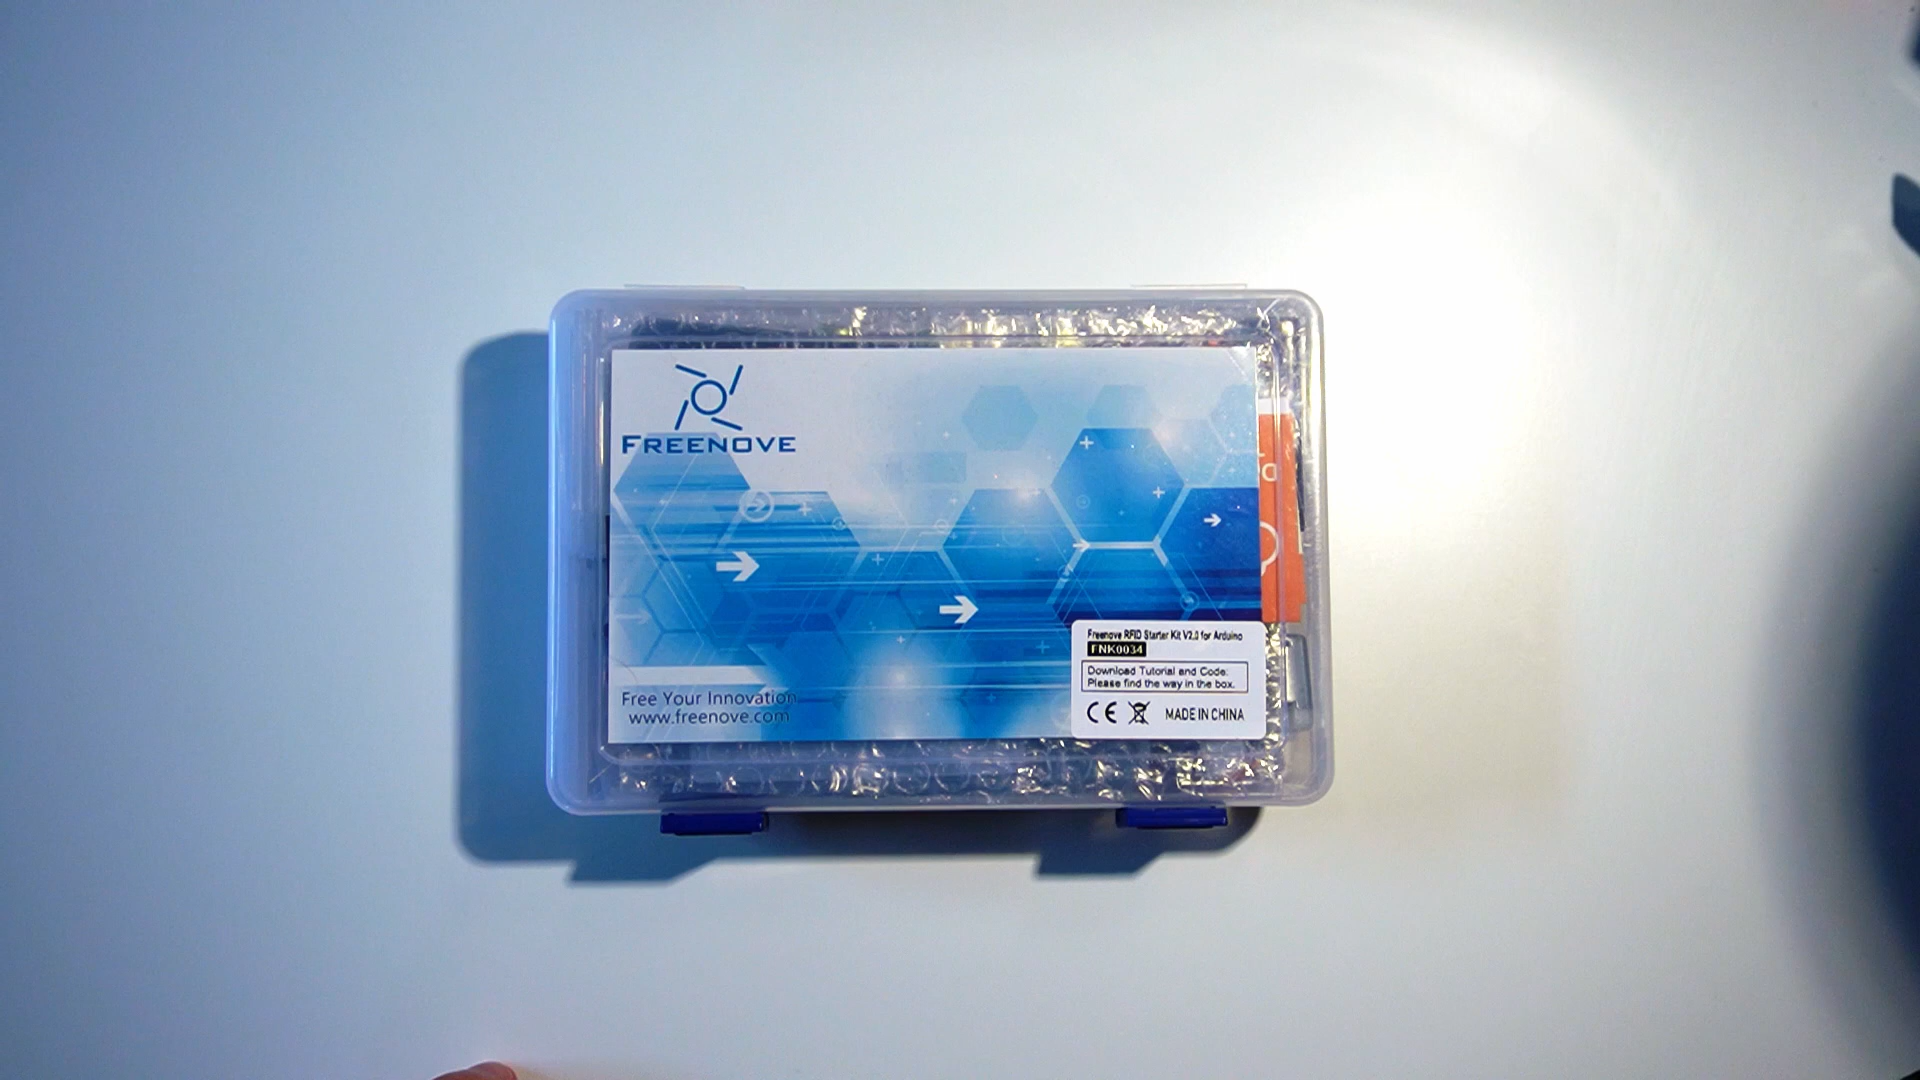 FREENOVE
Free Your Innovation
www.freenove.com
Freenove RFID Starter Kit V2.0 for Arduino
FNK0034
Download Tutorial and Code:
Please find the way in the box.
CE MADE IN CHINA